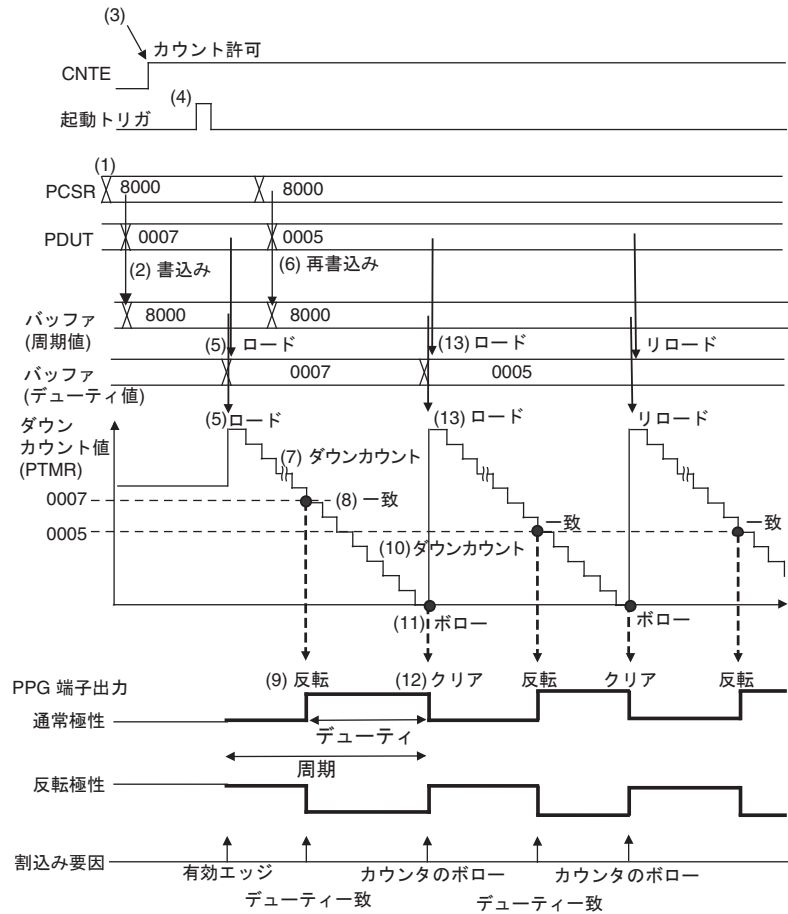 (3)
カウント許可
CNTE
(4)
起動トリガ
(1)
PCSR 8000 8000
PDUT 0007 0005
(2) 書込み (6) 再書込み
バッファ
(周期値)
8000 8000
(5) ロード (13) ロード リロード
バッファ
(デューティ値)
0007 0005
ダウン
カウント値
(PTMR)
(5) ロード (13) ロード リロード
(7) ダウンカウント
0007 (8) 一致
0005 一致 一致
(10) ダウンカウント
(11) ボロー ボロー
PPG 端子出力
(9) 反転 (12) クリア 反転 クリア 反転
通常極性
デューティ
周期
反転極性
割込み要因
有効エッジ カウンタのボロー カウンタのボロー
デューティ一致 デューティ一致